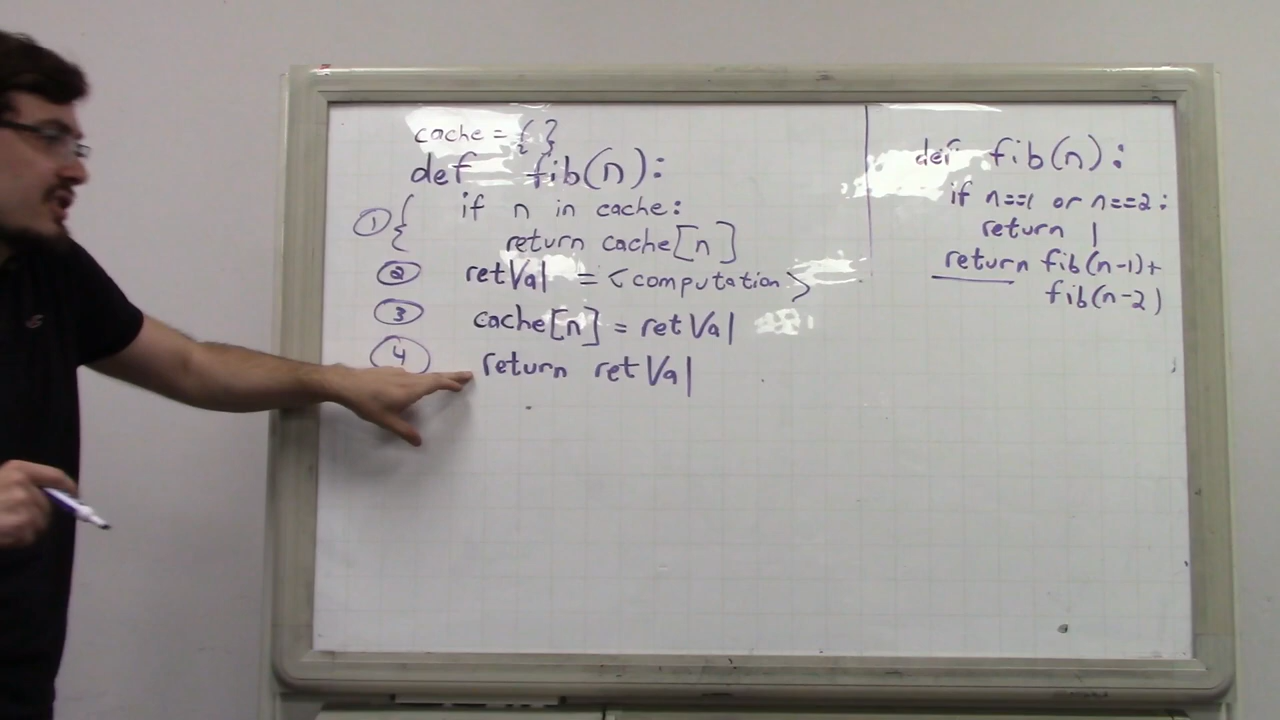 cache = { }
def fib(n):
① { if n in cache:
return cache[n]
② retVal = <computation>
③ cache[n] = retVal
④ return retVal
def fib(n):
if n==1 or n==2:
return 1
return fib(n-1)+
fib(n-2)